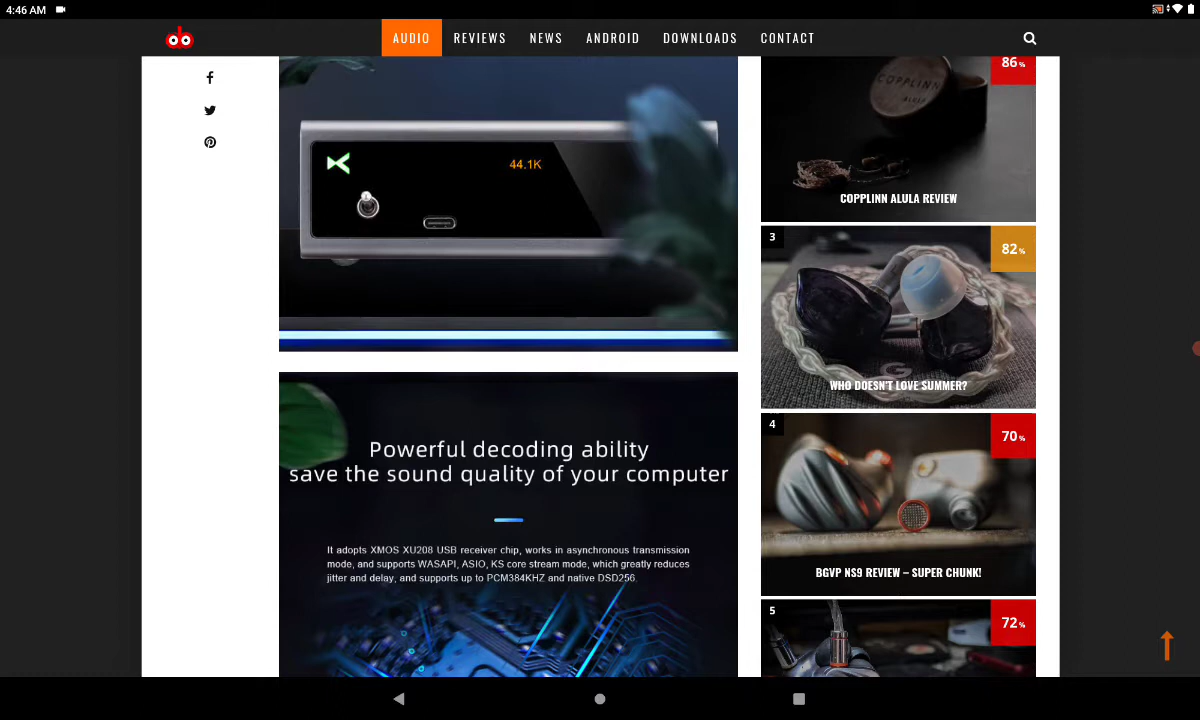 4:46 AM
AUDIO REVIEWS NEWS ANDROID DOWNLOADS CONTACT
44.1K
Powerful decoding ability
save the sound quality of your computer
It adopts XMOS XU208 USB receiver chip, works in asynchronous transmission
mode, and supports WASAPI, ASIO, KS core stream mode, which greatly reduces
jitter and delay, and supports up to PCM384KHZ and native DSD256.
86%
COPPLINN
ALULA
COPPLINN ALULA REVIEW
3
82%
WHO DOESN'T LOVE SUMMER?
4
70%
BGVP NS9 REVIEW – SUPER CHUNK!
5
72%